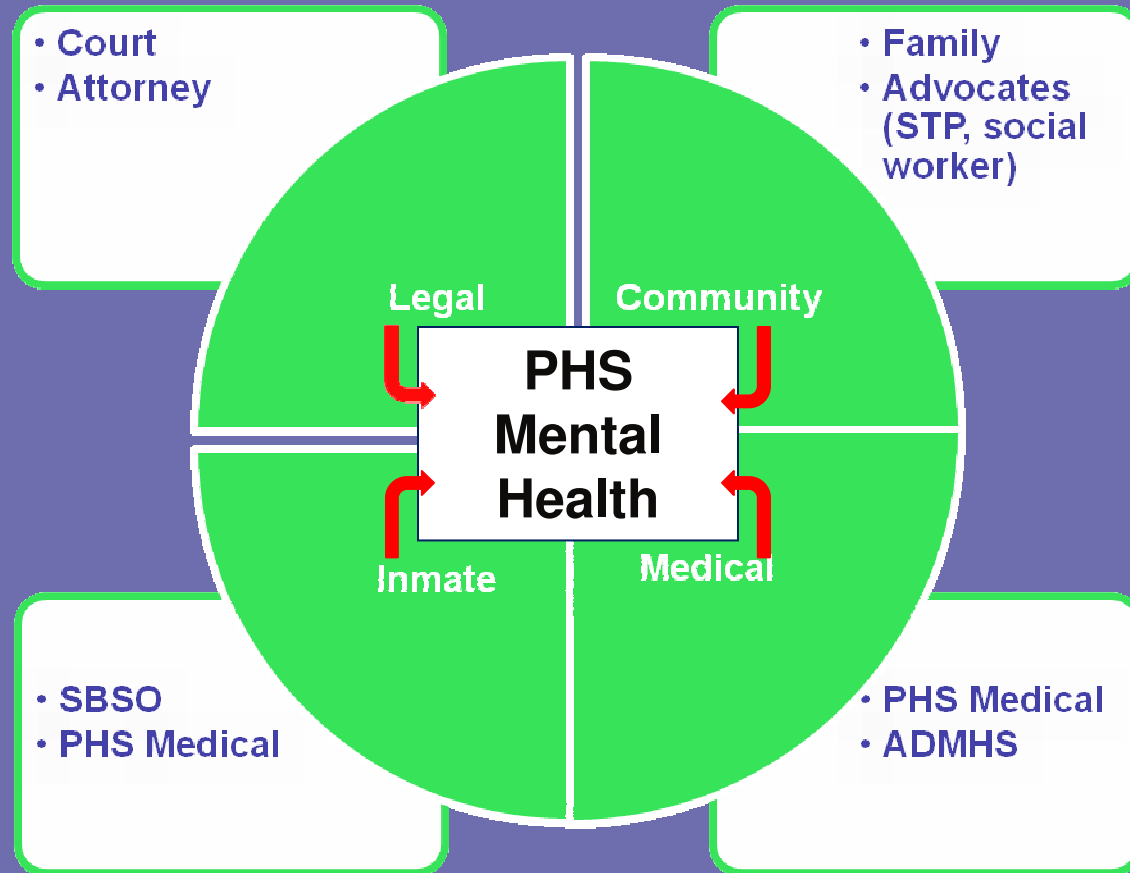 • Court
• Attorney
• Family
• Advocates
(STP, social
worker)
Legal
Community
PHS
Mental
Health
Inmate
Medical
• SBSO
• PHS Medical
• PHS Medical
• ADMHS